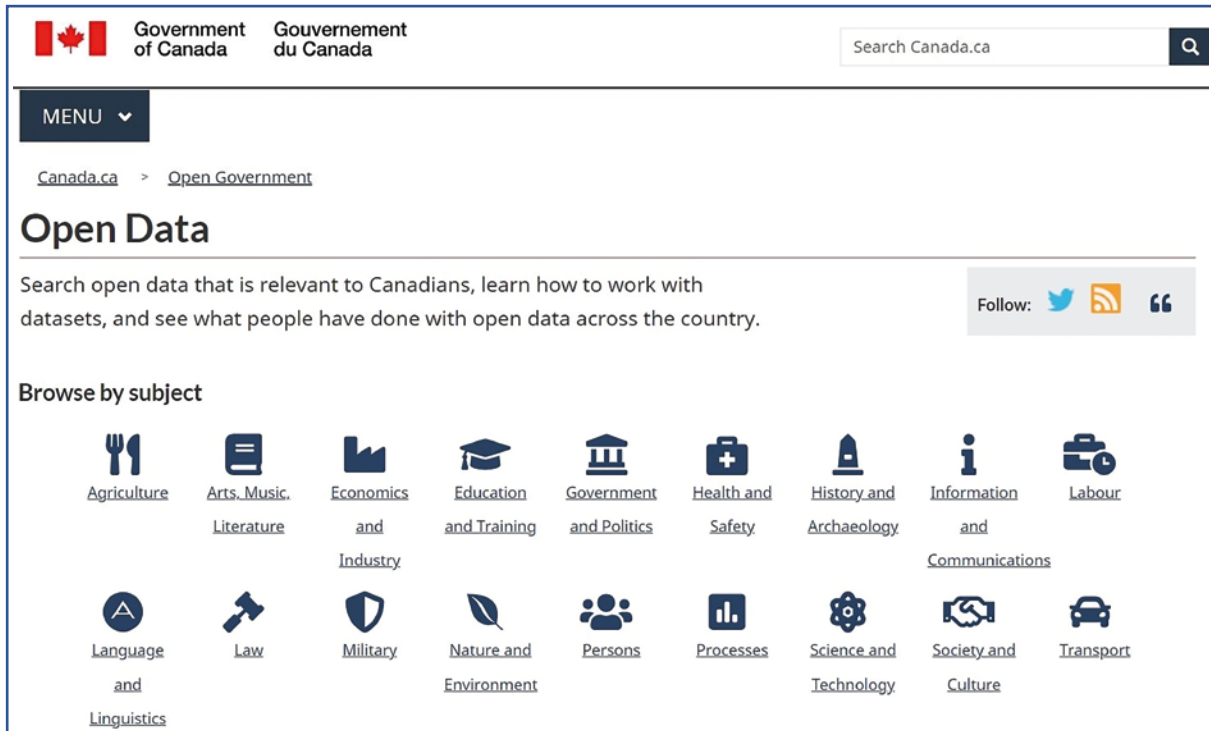 Government of Canada
Gouvernement du Canada
Search Canada.ca
MENU
Canada.ca > Open Government
Open Data
Search open data that is relevant to Canadians, learn how to work with
datasets, and see what people have done with open data across the country.
Follow:
Browse by subject
Agriculture
Arts, Music, Literature
Economics and Industry
Education and Training
Government and Politics
Health and Safety
History and Archaeology
Information and Communications
Labour
Language and Linguistics
Law
Military
Nature and Environment
Persons
Processes
Science and Technology
Society and Culture
Transport